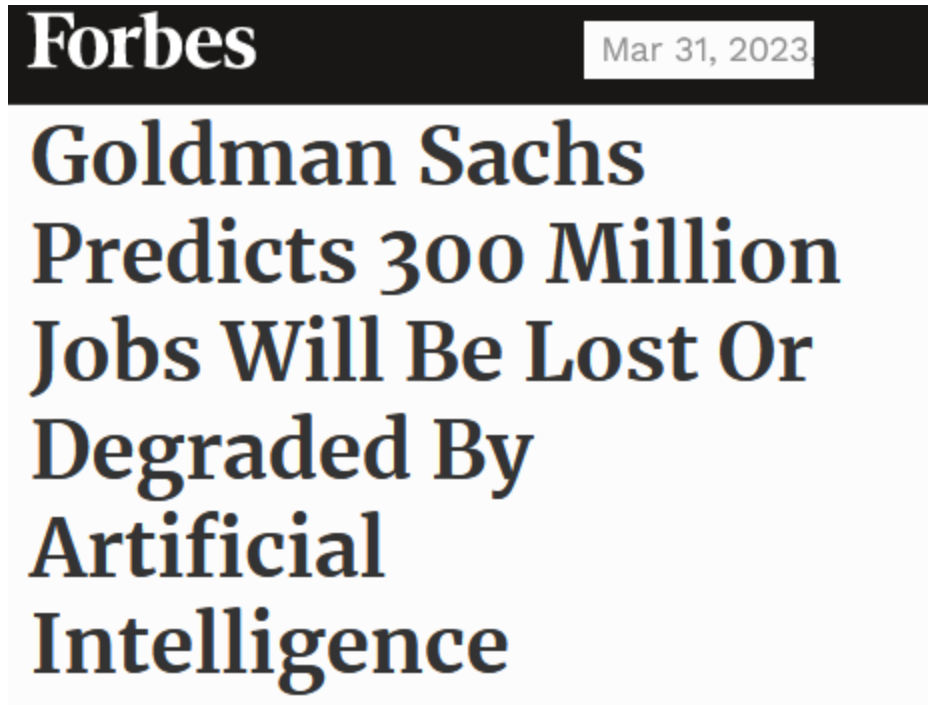 Forbes
Mar 31, 2023,
Goldman Sachs
Predicts 300 Million
Jobs Will Be Lost Or
Degraded By
Artificial
Intelligence